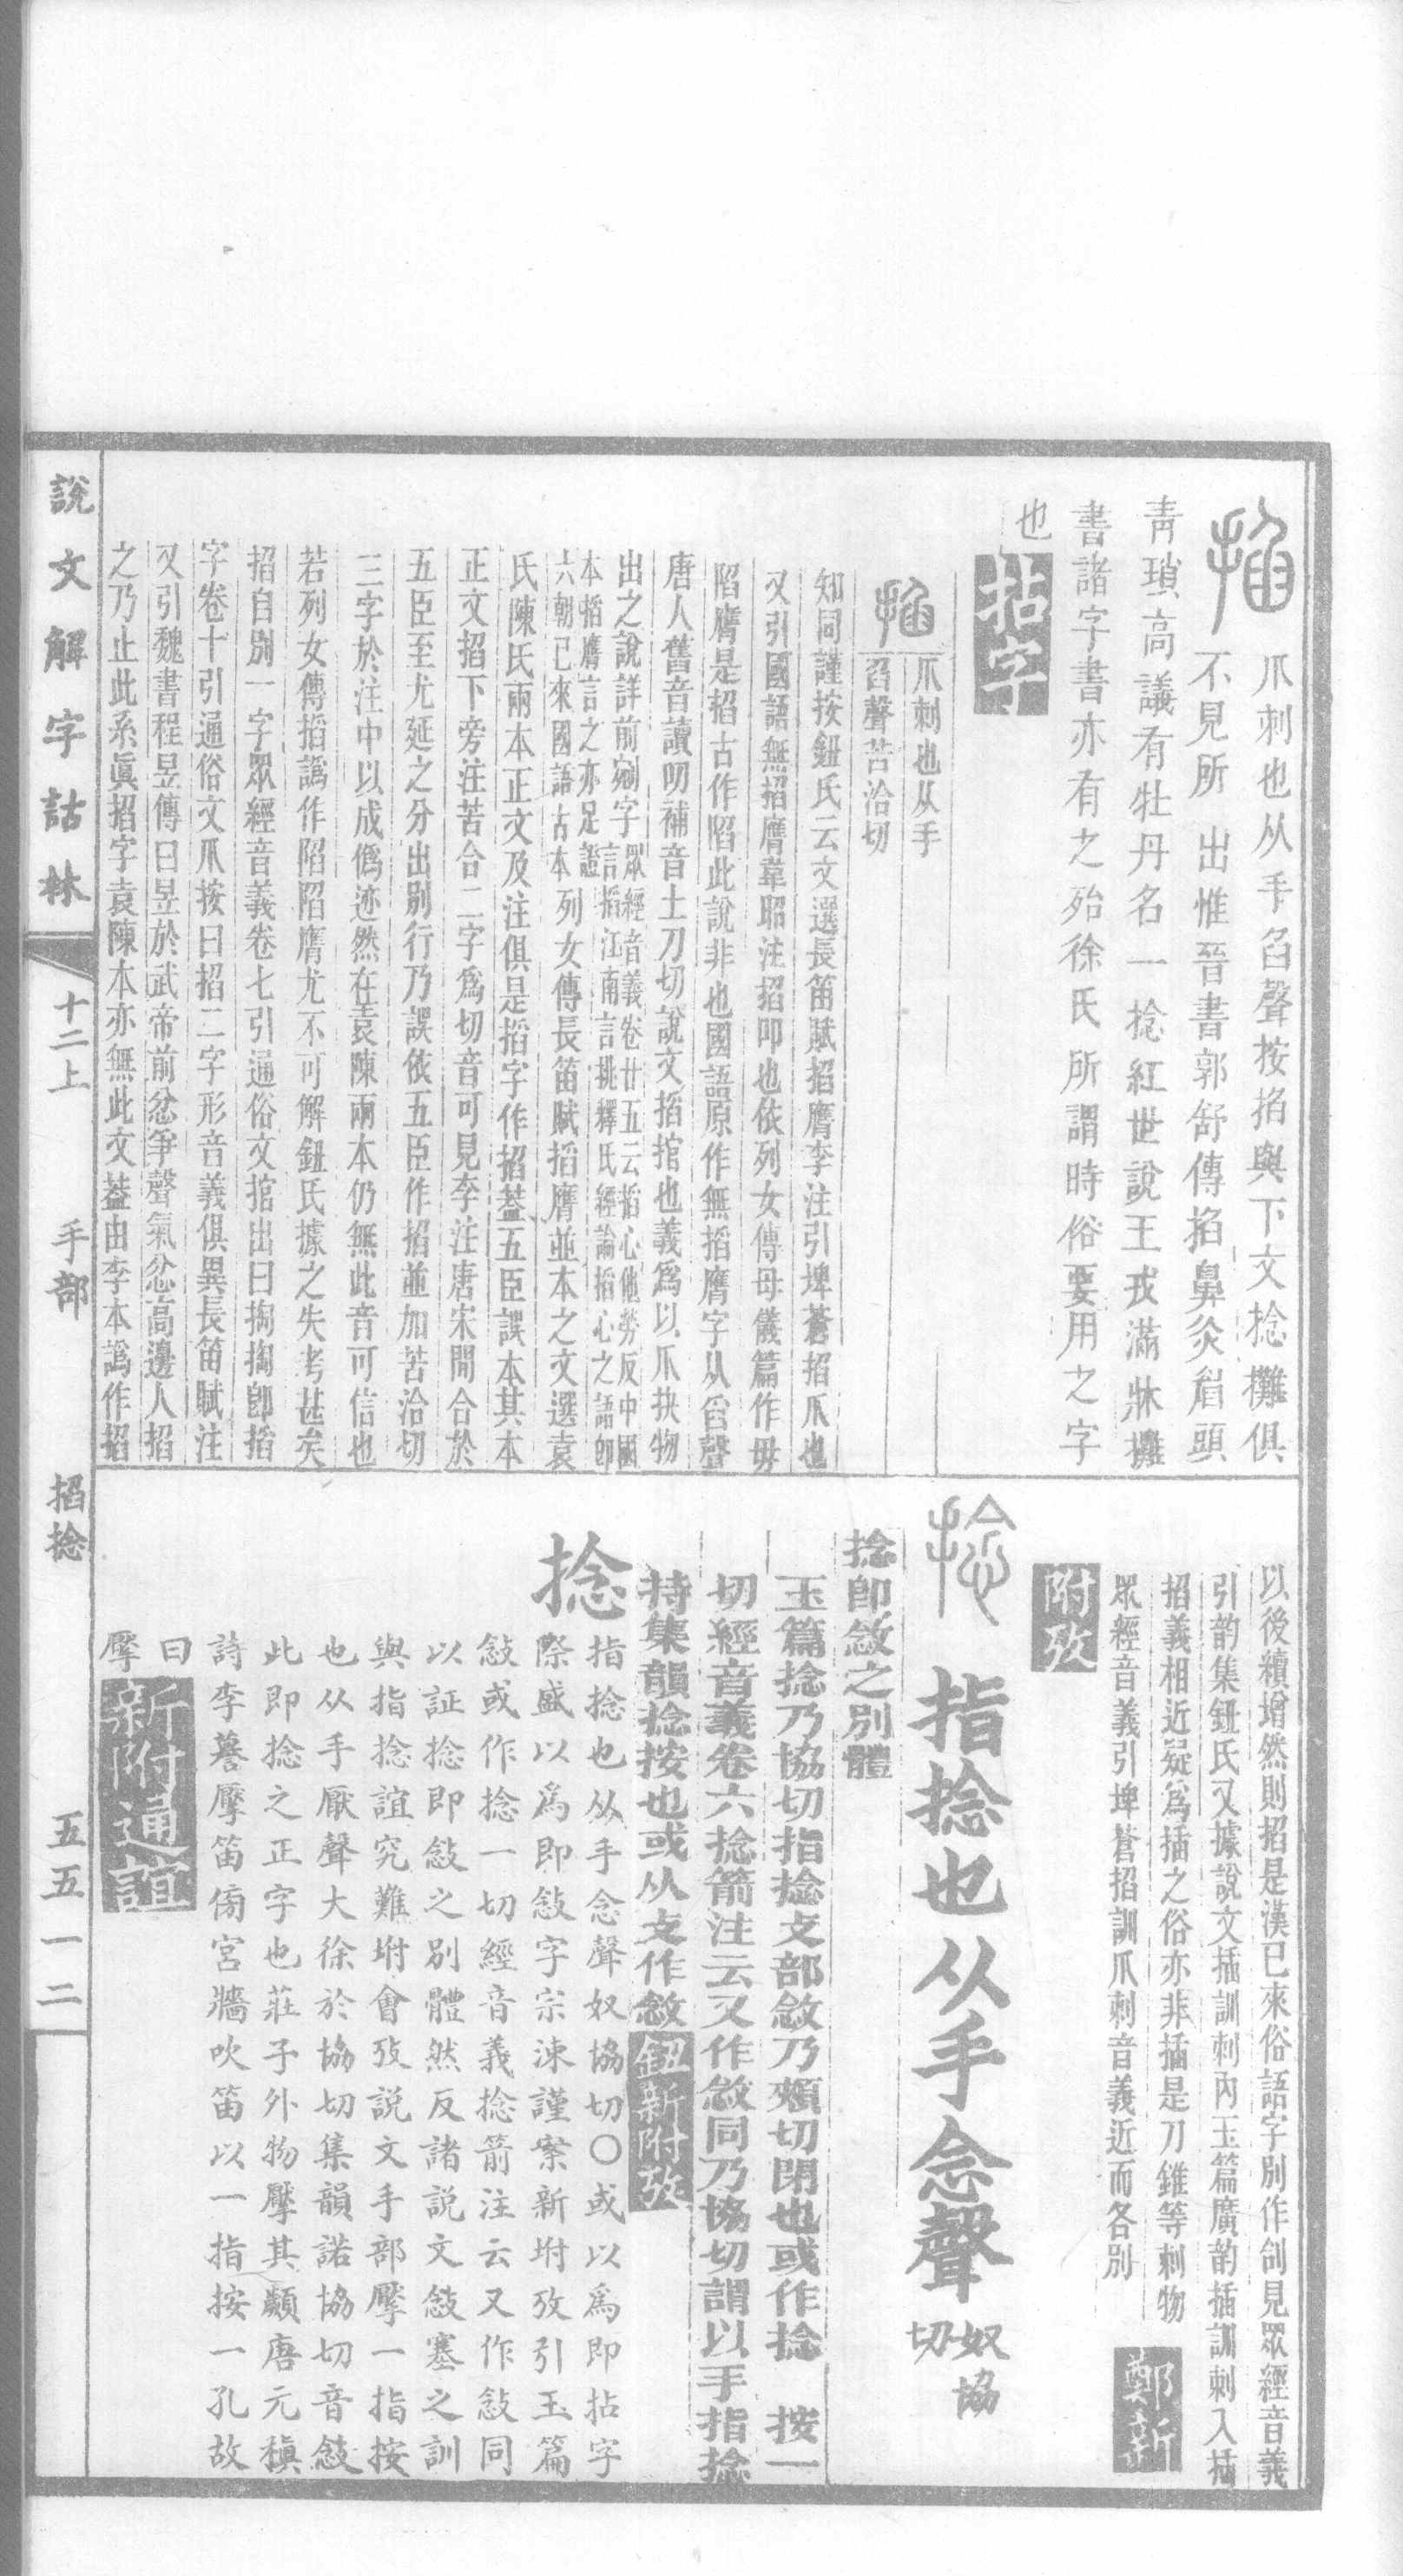 掐
爪刺也从手臽聲按掐與下文捻攤俱
不見所出惟晉書郭舒傳掐鼻灸眉頭
青瑣高議有牡丹名一捻紅世說王戎滿牀攤
書諸字書亦有之殆徐氏所謂時俗要用之字
也
拈字
掐
爪刺也从手
臽聲苦洽切
知同謹按鈕氏云文選長笛賦掐膺李注引埤蒼掐爪也
又引國語無掐膺韋昭注掐叩也依列女傳母儀篇作毋
陷膺是掐古作陷此說非也國語原作無搯膺字从舀聲
唐人舊音讀叨補音土刀切說文搯捾也義爲以爪抉物
出之說詳前剜字眾經音義卷廿五云搯心他勞反中國
言搯江南言挑釋氏經論搯心之語卽
本搯膺言之亦足證
六朝已來國語古本列女傳長笛賦搯膺並本之文選袁
氏陳氏兩本正文及注俱是搯字作掐葢五臣誤本其本
正文掐下旁注苦合二字爲切音可見李注唐宋閒合於
五臣至尤延之分出別行乃誤依五臣作掐並加苦洽切
三字於注中以成僞迹然在袁陳兩本仍無此音可信也
若列女傳搯譌作陷陷膺尤不可解鈕氏據之失考甚矣
掐自別一字眾經音義卷七引通俗文捾出曰掏掏卽搯
字卷十引通俗文爪按曰掐二字形音義俱異長笛賦注
又引魏書程昱傳曰昱於武帝前忿爭聲氣忿高邊人掐
之乃止此系眞掐字袁陳本亦無此文葢由李本譌作掐
以後續增然則掐是漢已來俗語字別作刣見眾經音義
引韵集鈕氏又據說文插訓刺內玉篇廣韵插訓刺入插
掐義相近疑爲插之俗亦非插是刀錐等刺物
眾經音義引埤蒼掐訓爪刺音義近而各別
鄭新
附攷
捻
指捻也从手念聲
奴協
切
捻卽敜之別體
玉篇捻乃協切指捻攴部敜乃頰切閉也或作捻　按一
切經音義卷六捻箭注云又作敜同乃協切謂以手指捻
持集韻捻按也或从攴作敜
鈕新附攷
捻
指捻也从手念聲奴協切〇或以爲即拈字
際盛以爲即敜字宗涑謹案新坿攷引玉篇
敜或作捻一切經音義捻箭注云又作敜同
以証捻即敜之別體然反諸説文敜塞之訓
與指捻誼究難坿會攷説文手部擪一指按
也从手厭聲大徐於協切集韻諾協切音敜
此即捻之正字也莊子外物擪其顪唐元稹
詩李謩擪笛傍宮牆吹笛以一指按一孔故
曰
擪
新附通誼
說文解字詁林
十二上
手部
掐捻
五五一二